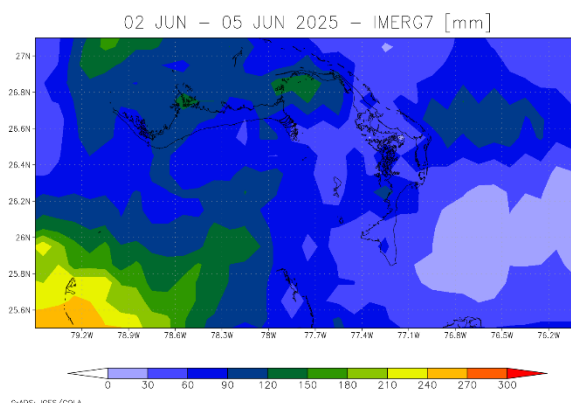 02 JUN – 05 JUN 2025 – IMERG7 [mm]
27N
26.8N
26.6N
26.4N
26.2N
26N
25.8N
25.6N
79.2W 78.9W 78.6W 78.3W 78W 77.7W 77.4W 77.1W 76.8W 76.5W 76.2W
0 30 60 90 120 150 180 210 240 270 300